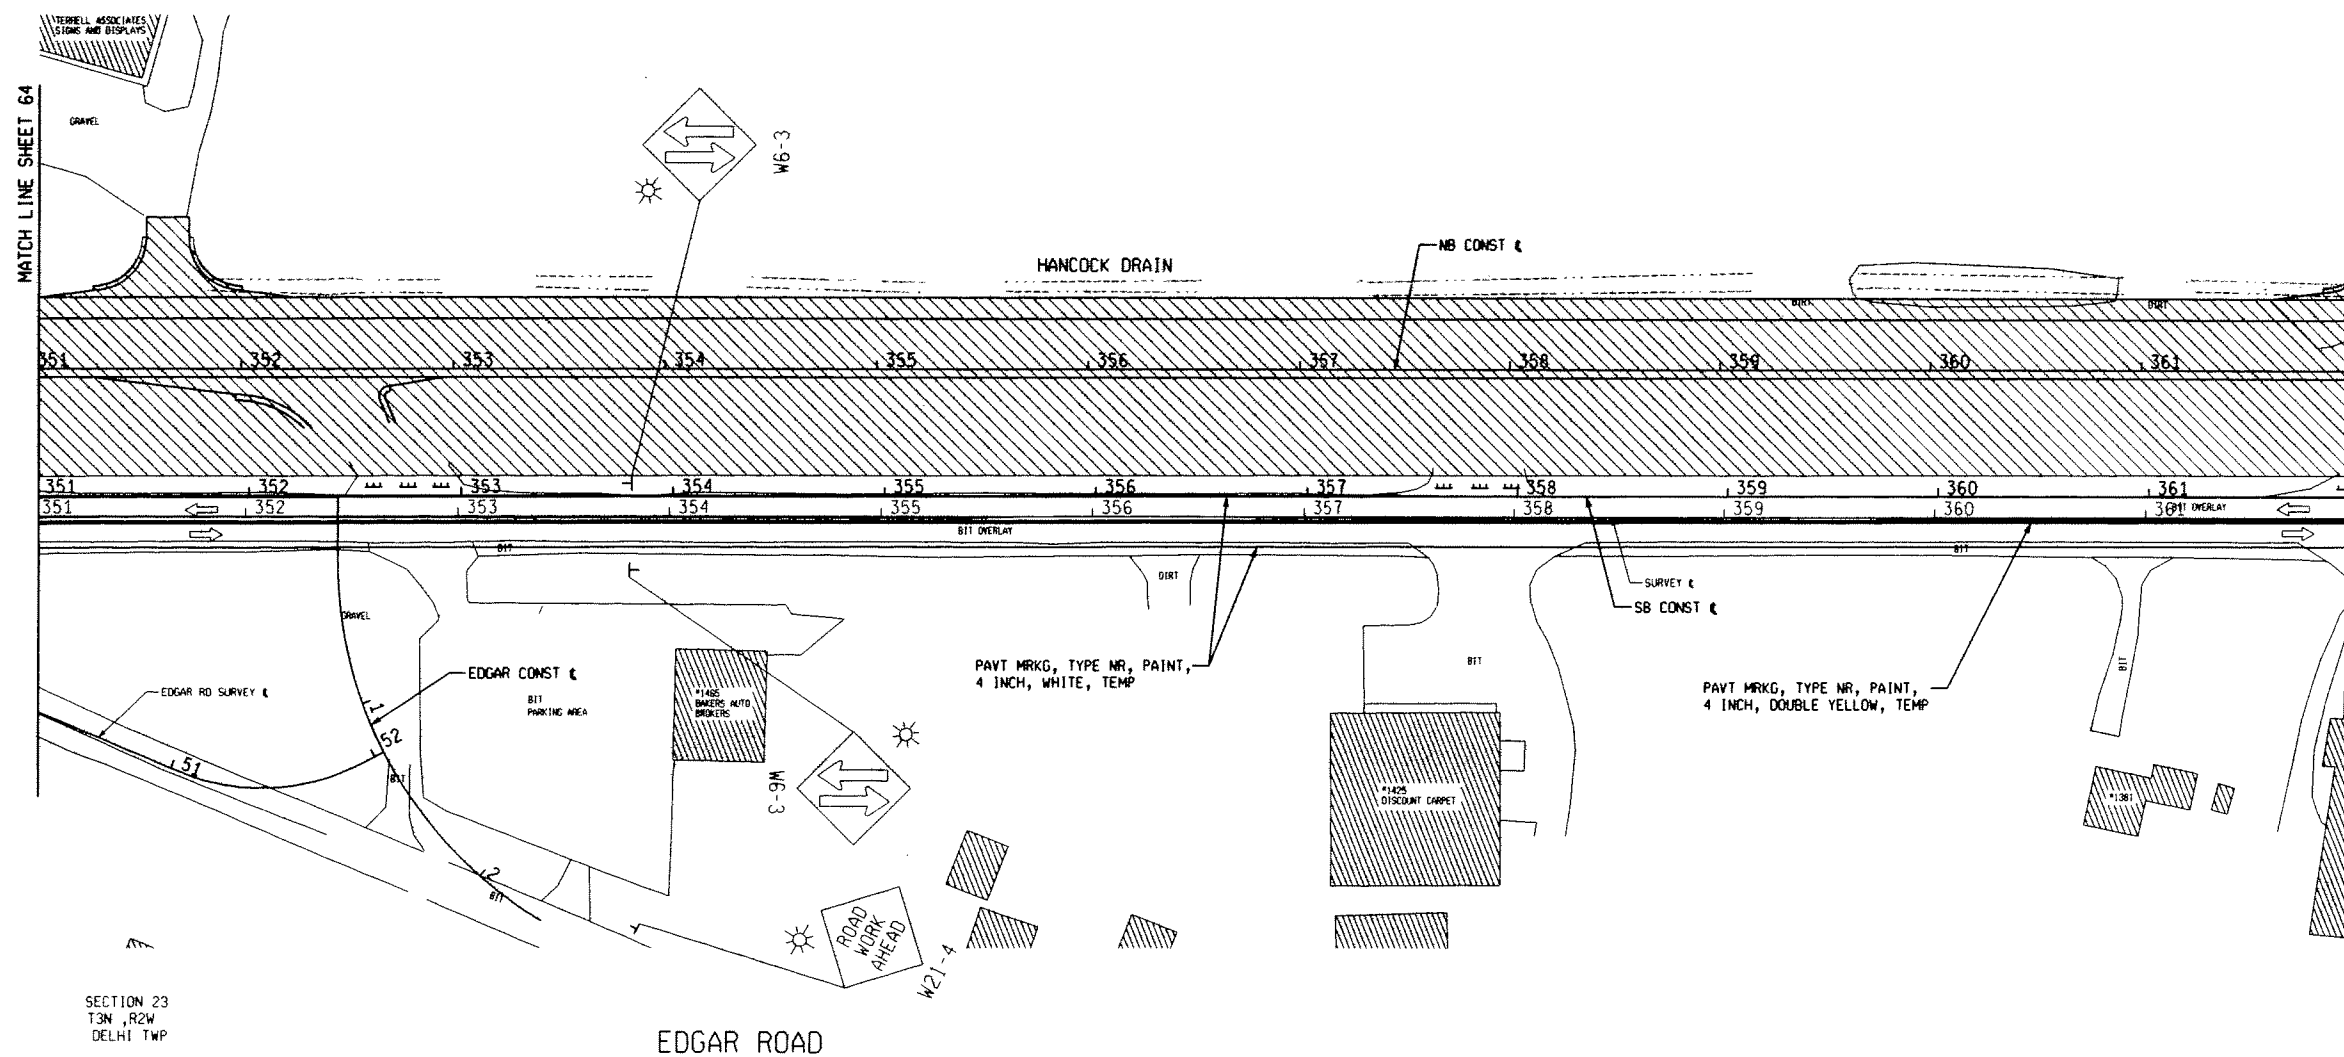 TERRELL ASSOCIATES
SIGNS AND DISPLAYS
MATCH LINE SHEET 64
GRAVEL
W6-3
HANCOCK DRAIN
NB CONST ℄
DIRT
DIRT
351 352 353 354 355 356 357 358 359 360 361
351 352 353 354 355 356 357 358 359 360 361
351 352 353 354 355 356 357 358 359 360 361
BIT OVERLAY
BIT OVERLAY
BIT
BIT
DIRT
SURVEY ℄
SB CONST ℄
GRAVEL
EDGAR CONST ℄
EDGAR RD SURVEY ℄
BIT
PARKING AREA
*1465
BAKERS AUTO
BROKERS
PAVT MRKG, TYPE NR, PAINT,
4 INCH, WHITE, TEMP
BIT
PAVT MRKG, TYPE NR, PAINT,
4 INCH, DOUBLE YELLOW, TEMP
BIT
1
52
51
BIT
W6-3
*1425
DISCOUNT CARPET
*1381
2
BIT
ROAD
WORK
AHEAD
W21-4
SECTION 23
T3N ,R2W
DELHI TWP
EDGAR ROAD